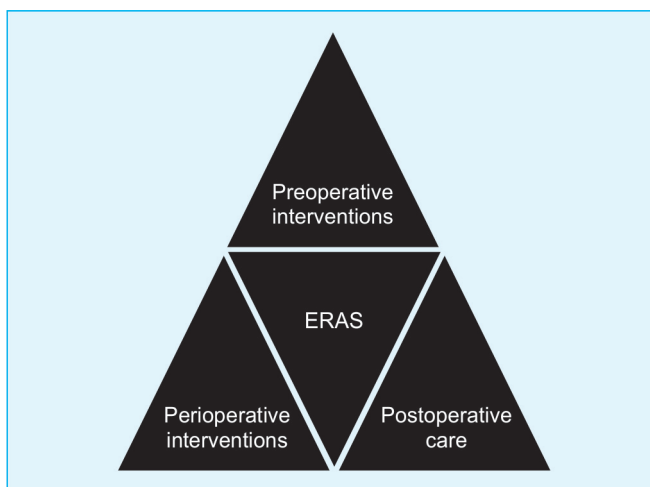 Preoperative
interventions
ERAS
Perioperative
interventions
Postoperative
care